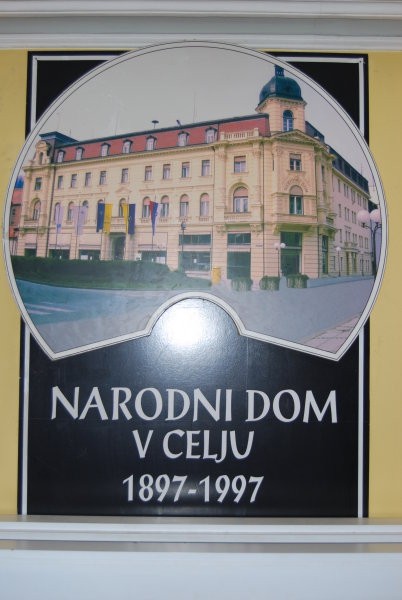 NARODNI DOM
V CELJU
1897-1997